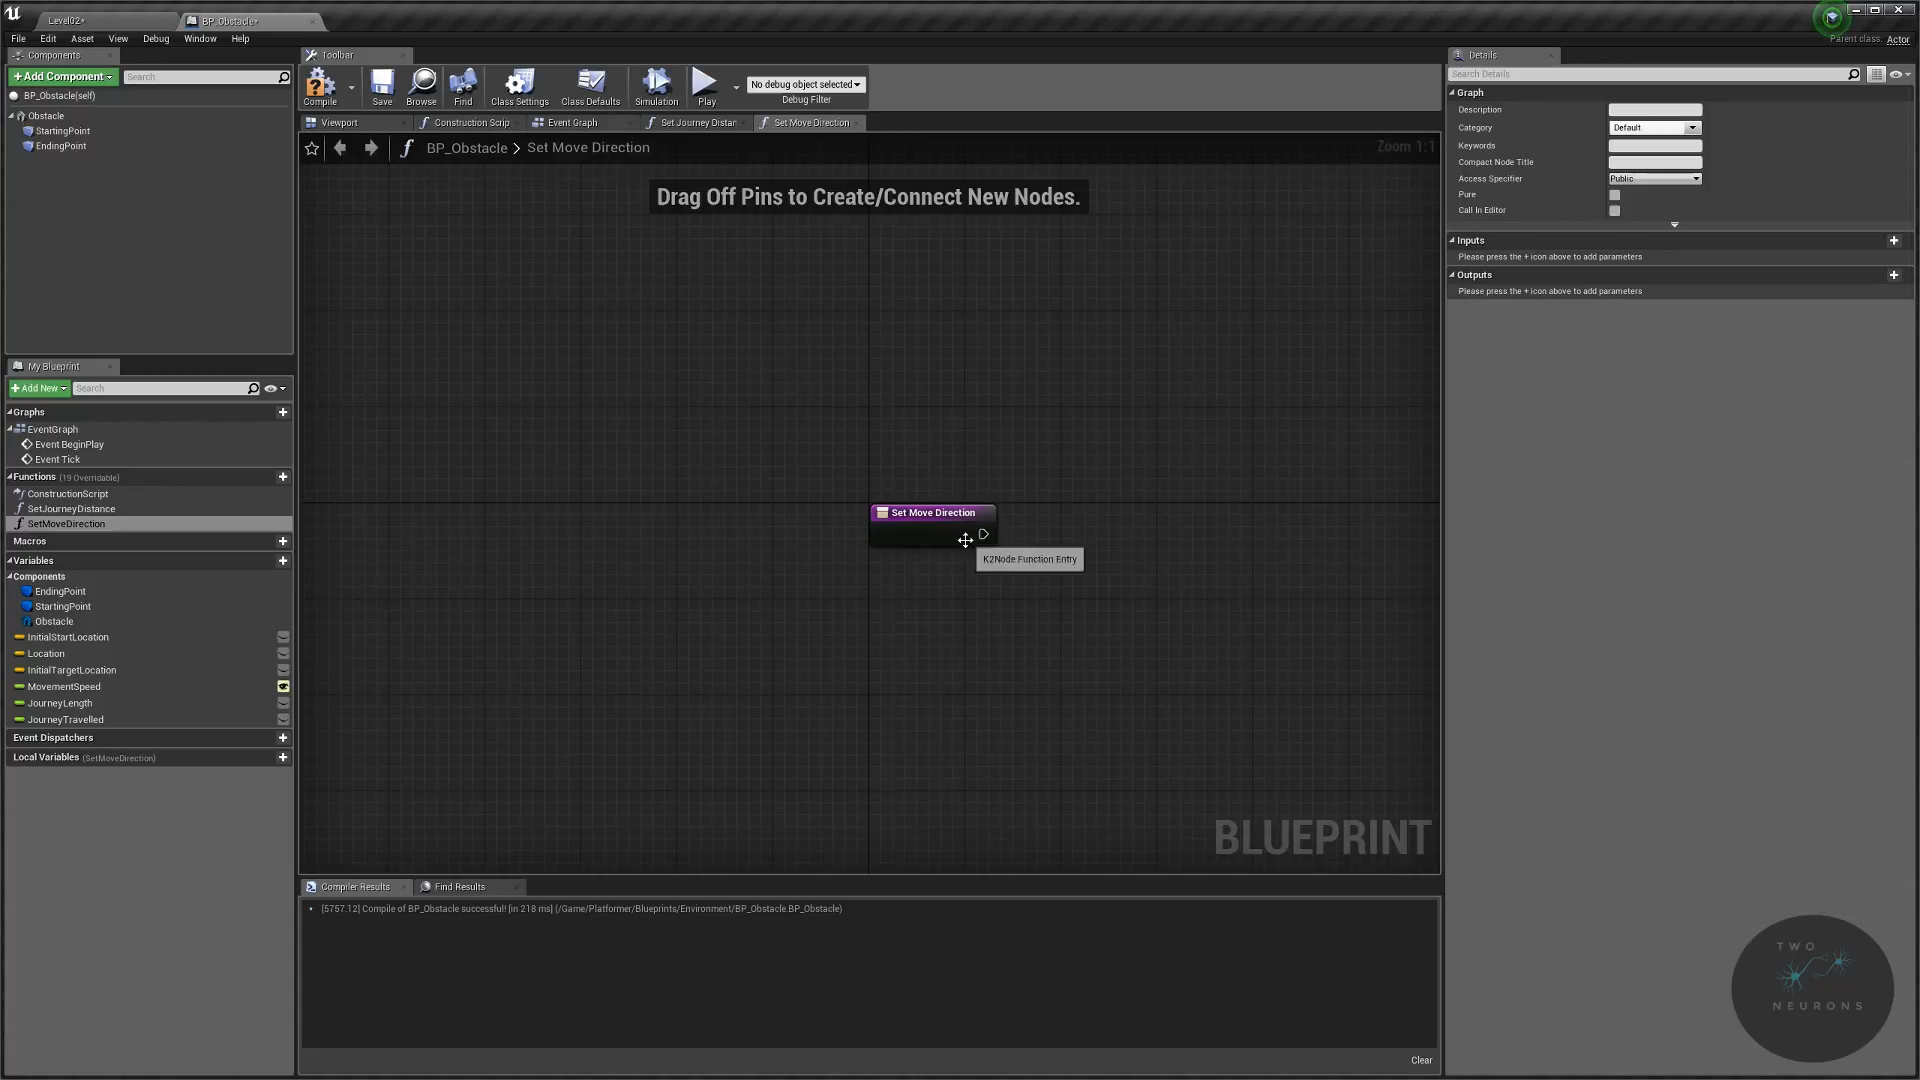 Level02*
BP_Obstacle*
File Edit Asset View Debug Window Help
Parent class: Actor
Components
+Add Component
Search
BP_Obstacle(self)
Obstacle
StartingPoint
EndingPoint
My Blueprint
+Add New
Search
Graphs
EventGraph
Event BeginPlay
Event Tick
Functions (19 Overridable)
ConstructionScript
SetJourneyDistance
SetMoveDirection
Macros
Variables
Components
EndingPoint
StartingPoint
Obstacle
InitialStartLocation
Location
InitialTargetLocation
MovementSpeed
JourneyLength
JourneyTravelled
Event Dispatchers
Local Variables (SetMoveDirection)
Toolbar
Compile Save Browse Find Class Settings Class Defaults Simulation Play
No debug object selected
Debug Filter
Viewport Construction Scrip Event Graph Set Journey Distar Set Move Direction
BP_Obstacle > Set Move Direction
Zoom 1:1
Drag Off Pins to Create/Connect New Nodes.
Set Move Direction
K2Node Function Entry
BLUEPRINT
Compiler Results Find Results
[5757.12] Compile of BP_Obstacle successful! [in 218 ms] (/Game/Platformer/Blueprints/Environment/BP_Obstacle.BP_Obstacle)
Clear
Details
Search Details
Graph
Description
Category Default
Keywords
Compact Node Title
Access Specifier Public
Pure
Call In Editor
Inputs
Please press the + icon above to add parameters
Outputs
Please press the + icon above to add parameters
TWO
NEURONS